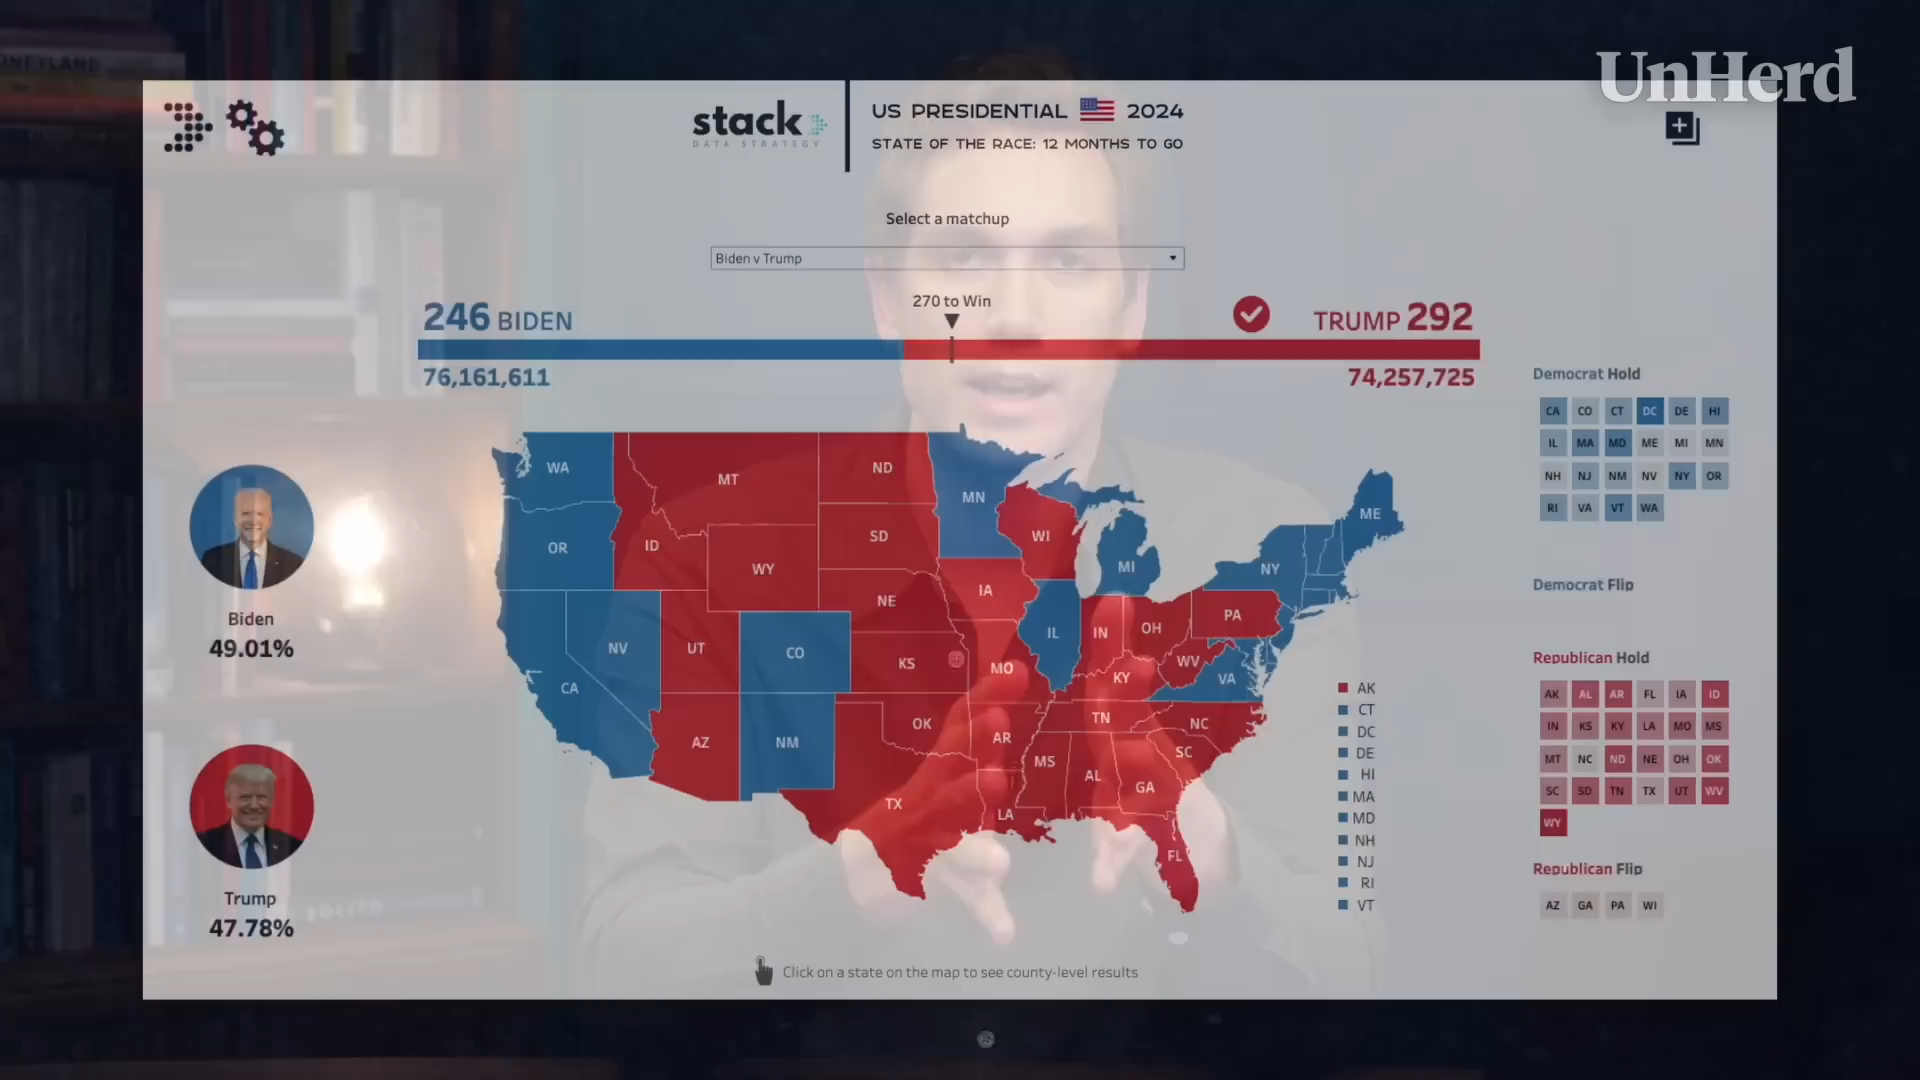 UnHerd
stack
DATA STRATEGY
US PRESIDENTIAL 2024
STATE OF THE RACE: 12 MONTHS TO GO
Select a matchup
Biden v Trump
270 to Win
246 BIDEN
TRUMP 292
76,161,611
74,257,725
Biden
49.01%
Trump
47.78%
WA
MT
ND
MN
ME
OR
ID
SD
WI
MI
NY
WY
NE
IA
PA
NV
UT
CO
IL
IN
OH
KS
MO
WV
KY
VA
CA
AZ
NM
OK
TN
NC
AR
SC
MS
AL
GA
TX
LA
FL
AK
CT
DC
DE
HI
MA
MD
NH
NJ
RI
VT
Democrat Hold
CA CO CT DC DE HI
IL MA MD ME MI MN
NH NJ NM NV NY OR
RI VA VT WA
Democrat Flip
Republican Hold
AK AL AR FL IA ID
IN KS KY LA MO MS
MT NC ND NE OH OK
SC SD TN TX UT WV
WY
Republican Flip
AZ GA PA WI
Click on a state on the map to see county-level results